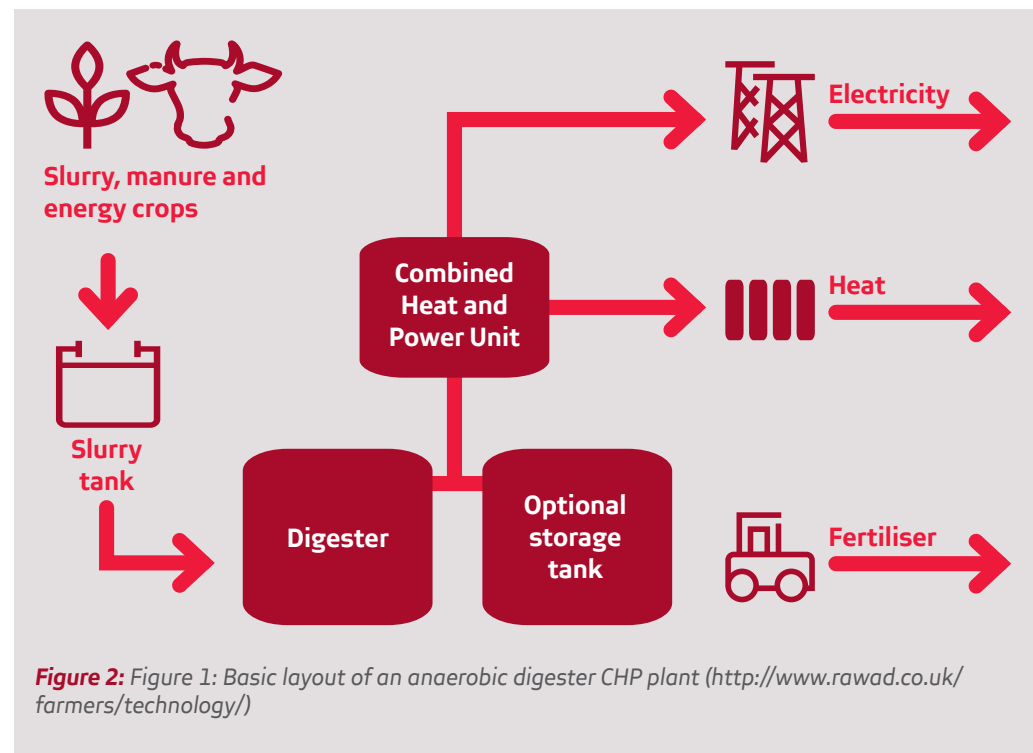 Slurry, manure and
energy crops
Slurry
tank
Digester
Optional
storage
tank
Combined
Heat and
Power Unit
Electricity
Heat
Fertiliser
Figure 2: Figure 1: Basic layout of an anaerobic digester CHP plant (http://www.rawad.co.uk/
farmers/technology/)